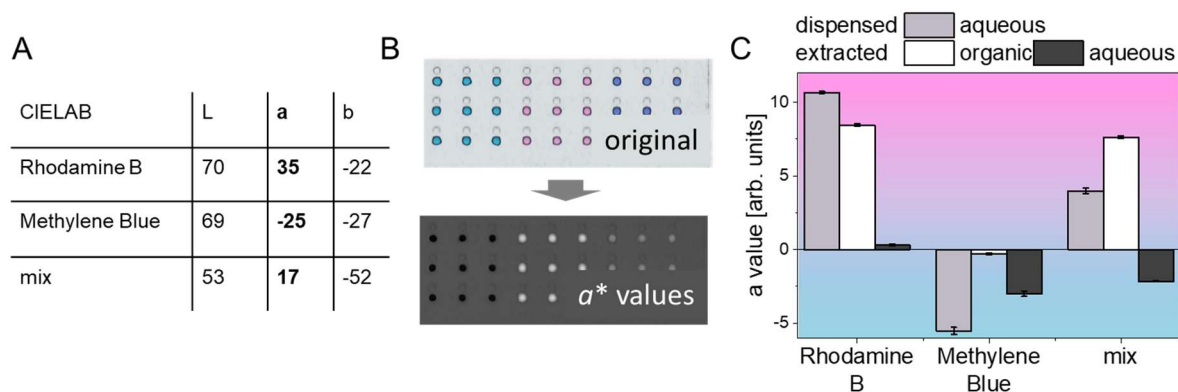 A
CIELAB L a b
Rhodamine B 70 35 -22
Methylene Blue 69 -25 -27
mix 53 17 -52
B
original
a* values
C
dispensed aqueous
extracted organic aqueous
a value [arb. units]
10
5
0
-5
Rhodamine B
Methylene Blue
mix